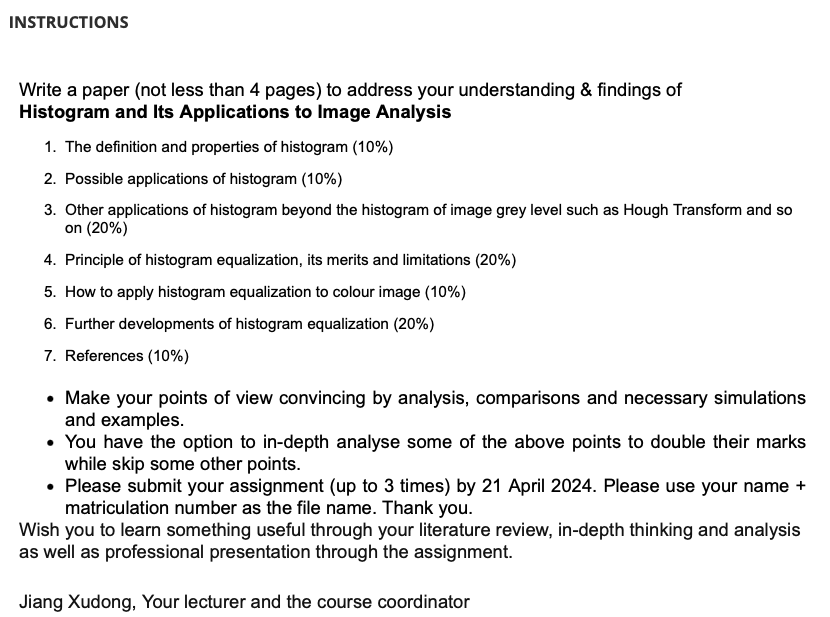 INSTRUCTIONS
Write a paper (not less than 4 pages) to address your understanding & findings of
Histogram and Its Applications to Image Analysis
1. The definition and properties of histogram (10%)
2. Possible applications of histogram (10%)
3. Other applications of histogram beyond the histogram of image grey level such as Hough Transform and so
on (20%)
4. Principle of histogram equalization, its merits and limitations (20%)
5. How to apply histogram equalization to colour image (10%)
6. Further developments of histogram equalization (20%)
7. References (10%)
• Make your points of view convincing by analysis, comparisons and necessary simulations
and examples.
• You have the option to in-depth analyse some of the above points to double their marks
while skip some other points.
• Please submit your assignment (up to 3 times) by 21 April 2024. Please use your name +
matriculation number as the file name. Thank you.
Wish you to learn something useful through your literature review, in-depth thinking and analysis
as well as professional presentation through the assignment.
Jiang Xudong, Your lecturer and the course coordinator